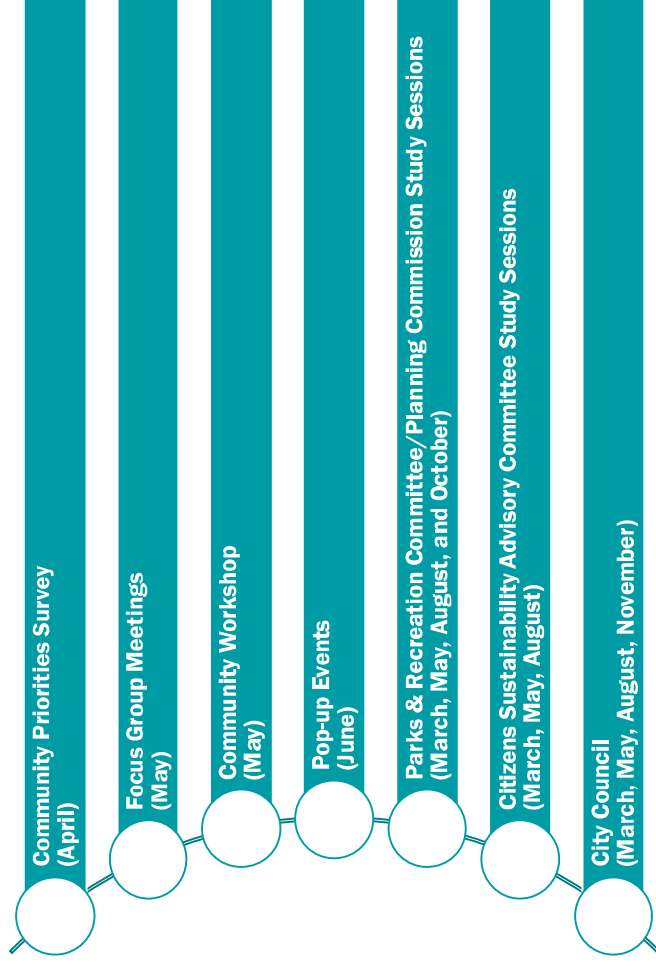 Community Priorities Survey
(April)
Focus Group Meetings
(May)
Community Workshop
(May)
Pop-up Events
(June)
Parks & Recreation Committee/Planning Commission Study Sessions
(March, May, August, and October)
Citizens Sustainability Advisory Committee Study Sessions
(March, May, August)
City Council
(March, May, August, November)